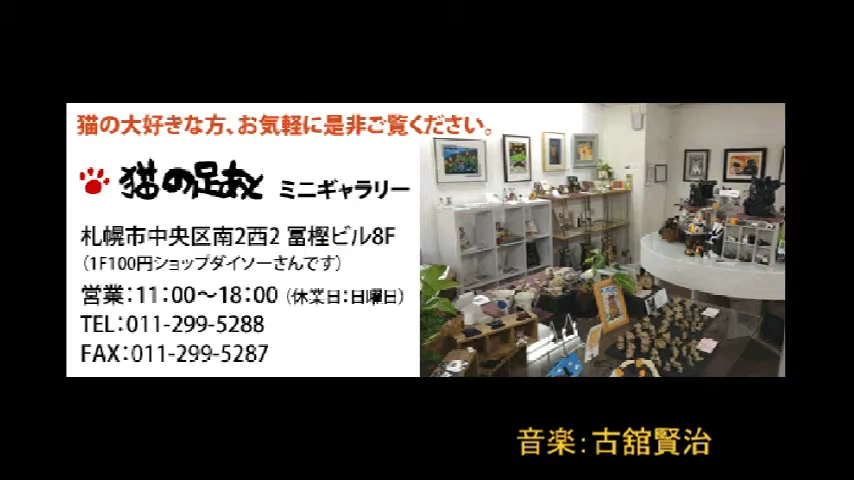 猫の大好きな方、お気軽に是非ご覧ください。
猫の足あと ミニギャラリー
札幌市中央区南2西2 冨樫ビル8F
（1F100円ショップダイソーさんです）
営業：11：00～18：00（休業日：日曜日）
TEL：011-299-5288
FAX：011-299-5287
音楽：古舘賢治